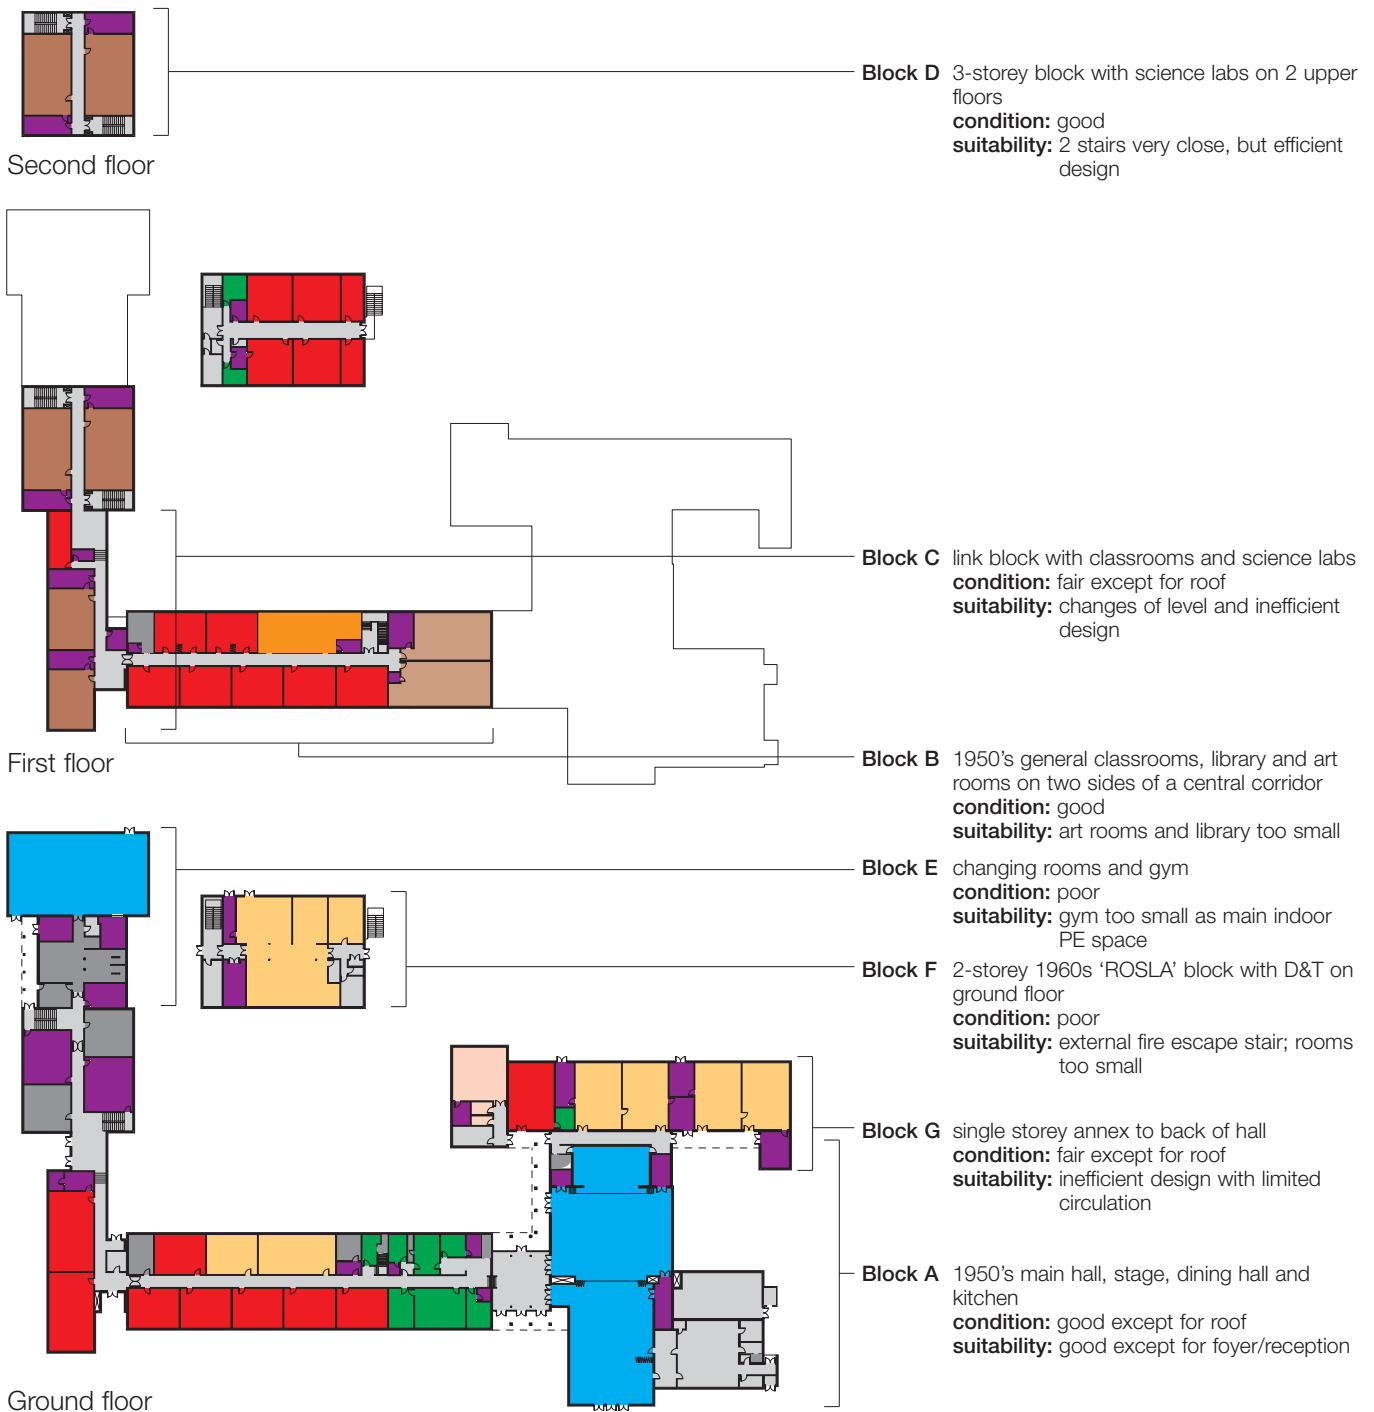 Block D 3-storey block with science labs on 2 upper
floors
condition: good
suitability: 2 stairs very close, but efficient
design
Second floor
Block C link block with classrooms and science labs
condition: fair except for roof
suitability: changes of level and inefficient
design
First floor
Block B 1950’s general classrooms, library and art
rooms on two sides of a central corridor
condition: good
suitability: art rooms and library too small
Block E changing rooms and gym
condition: poor
suitability: gym too small as main indoor
PE space
Block F 2-storey 1960s ‘ROSLA’ block with D&T on
ground floor
condition: poor
suitability: external fire escape stair; rooms
too small
Block G single storey annex to back of hall
condition: fair except for roof
suitability: inefficient design with limited
circulation
Block A 1950’s main hall, stage, dining hall and
kitchen
condition: good except for roof
suitability: good except for foyer/reception
Ground floor